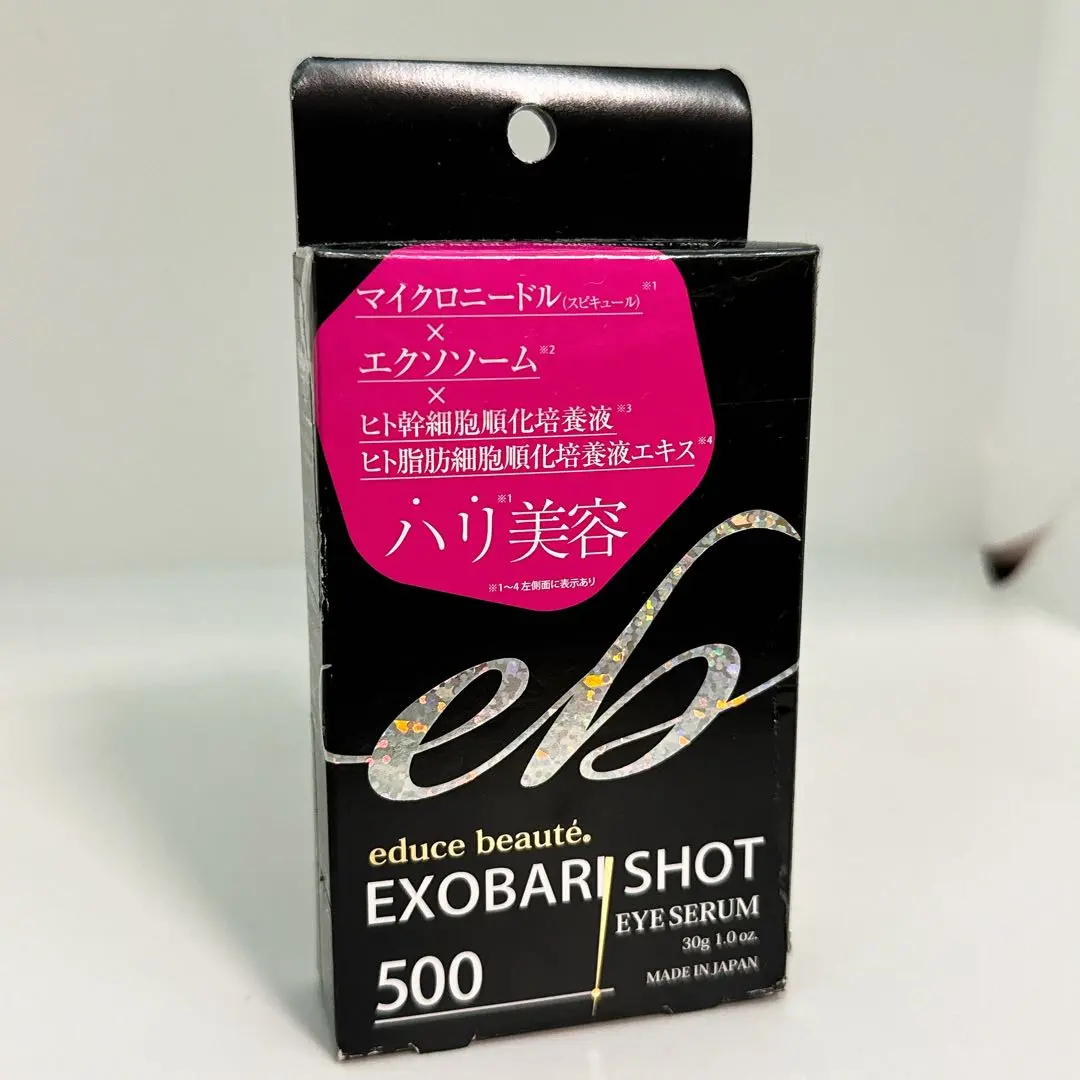 マイクロニードル(スピキュール)※1
×
エクソソーム※2
×
ヒト幹細胞順化培養液※3
ヒト脂肪細胞順化培養液エキス※4
ハリ※1美容
※1〜4 左側面に表示あり
eb
educe beauté®
EXOBARI SHOT
EYE SERUM
30g 1.0 oz.
500
MADE IN JAPAN